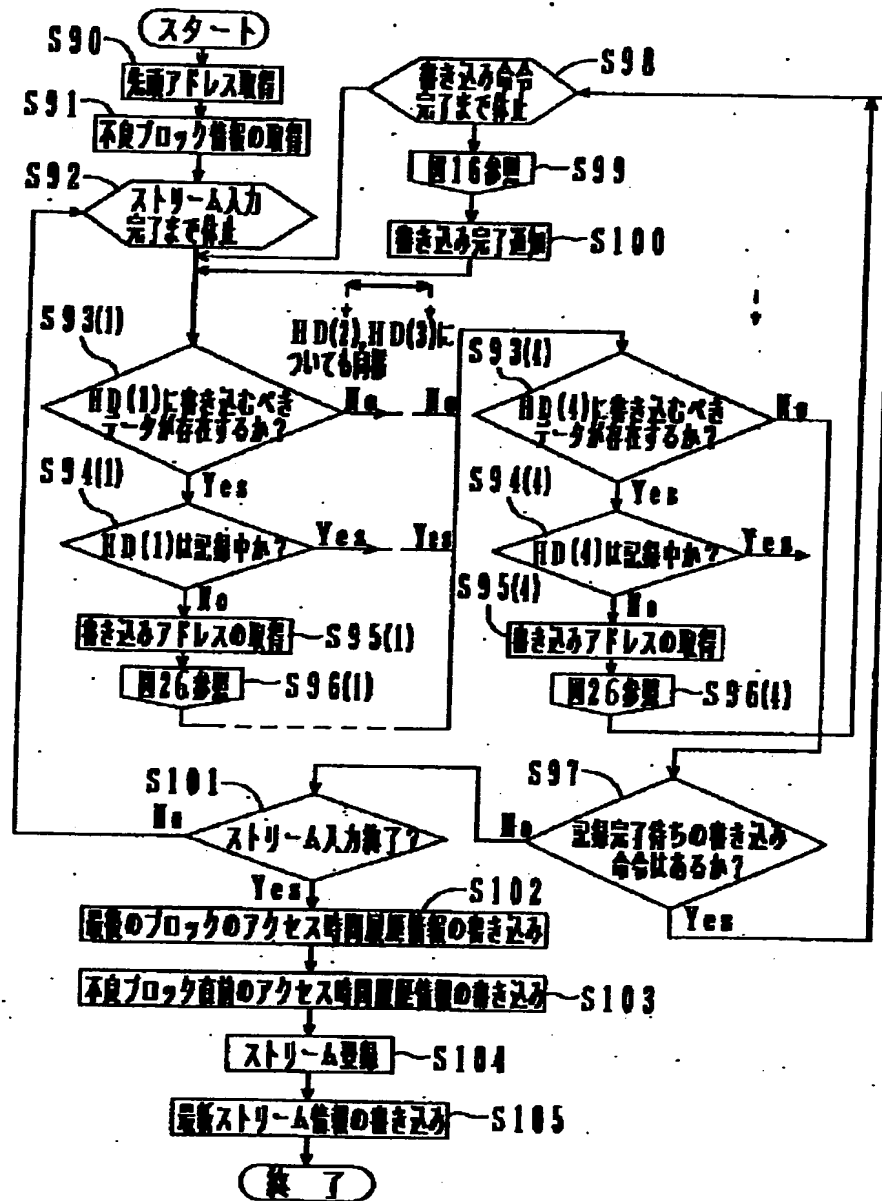 スタート
S90
先頭アドレス取得
S91
不良ブロック情報の取得
S92
ストリーム入力
完了まで停止
書き込み命令
完了まで停止
S98
図16参照
S99
書き込み完了通知
S100
HD(2),HD(3)に
ついても同様
S93(1)
HD(1)に書き込むべき
データが存在するか?
No
No
Yes
S94(1)
HD(1)は記録中か?
Yes
Yes
No
書き込みアドレスの取得
S95(1)
図26参照
S96(1)
S93(4)
HD(4)に書き込むべき
データが存在するか?
No
Yes
S94(4)
HD(4)は記録中か?
Yes
No
S95(4)
書き込みアドレスの取得
図26参照
S96(4)
S97
記録完了待ちの書き込み
命令はあるか?
No
Yes
S101
ストリーム入力終了?
No
Yes
S102
最後のブロックのアクセス時間履歴情報の書き込み
不良ブロック直前のアクセス時間履歴情報の書き込み
S103
ストリーム登録
S104
最新ストリーム情報の書き込み
S105
終了